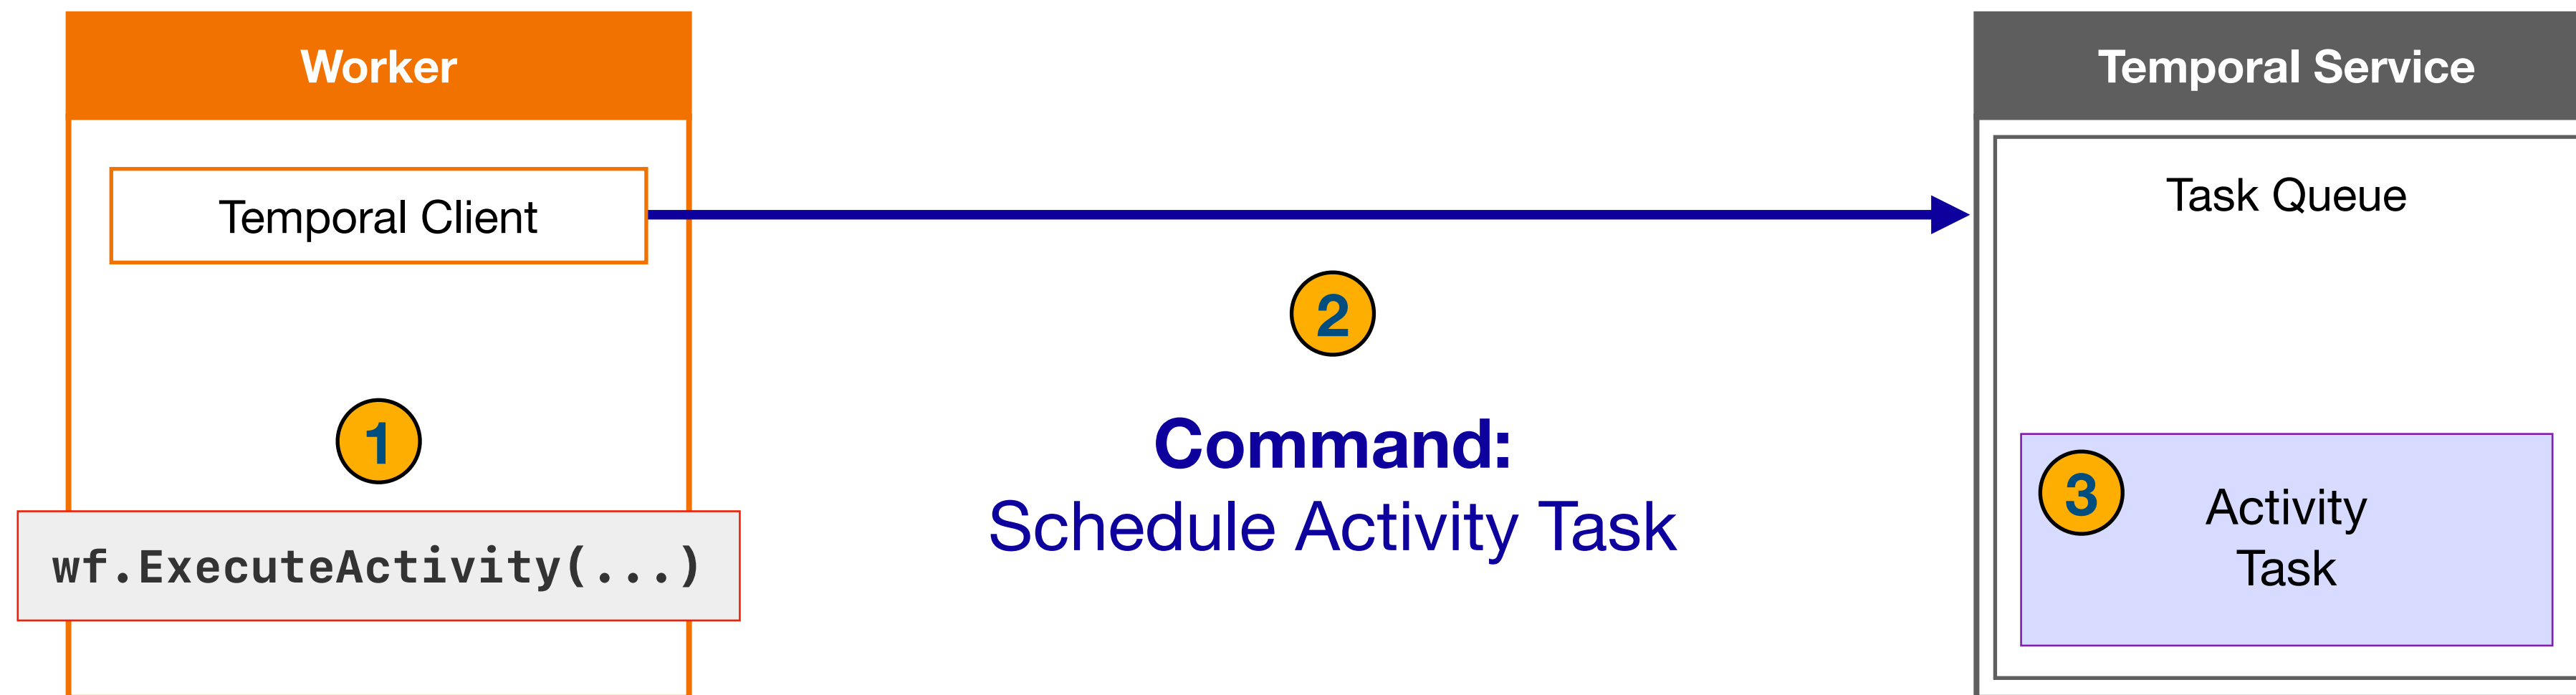 Worker
Temporal Service
Temporal Client
Task Queue
2
1
Command:
Schedule Activity Task
3
Activity
Task
wf.ExecuteActivity(...)